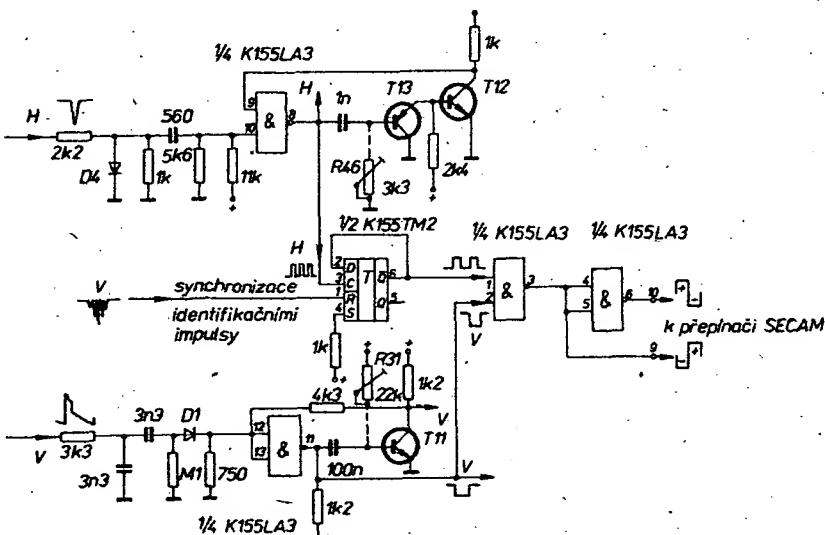 1k
1/4 K155LA3
H
1n
T13
T12
9
10
&
8
H
2k2
D4
560
1k
5k6
11k
+
R46
3k3
2k4
+
1/2 K155TM2
1/4 K155LA3
1/4 K155LA3
H
2
3
1
4
D
C
R
S
T
D̄
Q
6
5
V
synchronizace
identifikačními
impulsy
1k
+
1
2
&
3
V
4
5
&
6
10
+
-
k přepínači SECAM
9
-
+
+
R31
22k
+
1k2
4k3
V
T11
V
3k3
3n3
3n3
D1
M1
750
12
13
&
11
100n
1k2
V
1/4 K155LA3